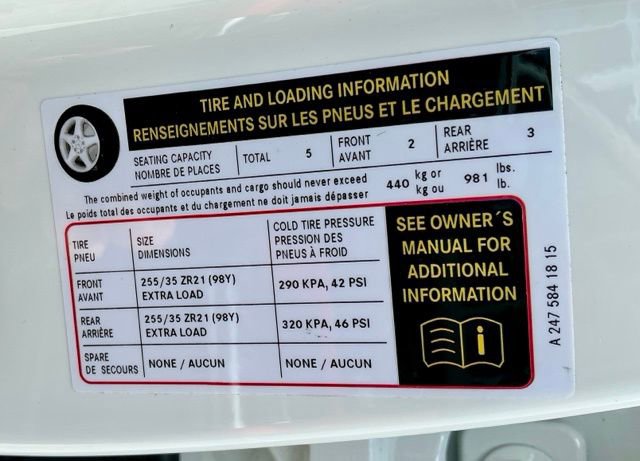 TIRE AND LOADING INFORMATION
RENSEIGNEMENTS SUR LES PNEUS ET LE CHARGEMENT
SEATING CAPACITY
NOMBRE DE PLACES
TOTAL 5
FRONT
AVANT
2
REAR
ARRIÈRE
3
The combined weight of occupants and cargo should never exceed
Le poids total des occupants et du chargement ne doit jamais dépasser
440 kg or
kg ou
981 lbs.
lb.
TIRE
PNEU
SIZE
DIMENSIONS
COLD TIRE PRESSURE
PRESSION DES
PNEUS À FROID
FRONT
AVANT
255/35 ZR21 (98Y)
EXTRA LOAD
290 KPA, 42 PSI
REAR
ARRIÈRE
255/35 ZR21 (98Y)
EXTRA LOAD
320 KPA, 46 PSI
SPARE
DE SECOURS
NONE / AUCUN
NONE / AUCUN
SEE OWNER´S
MANUAL FOR
ADDITIONAL
INFORMATION
i
A 247 584 18 15